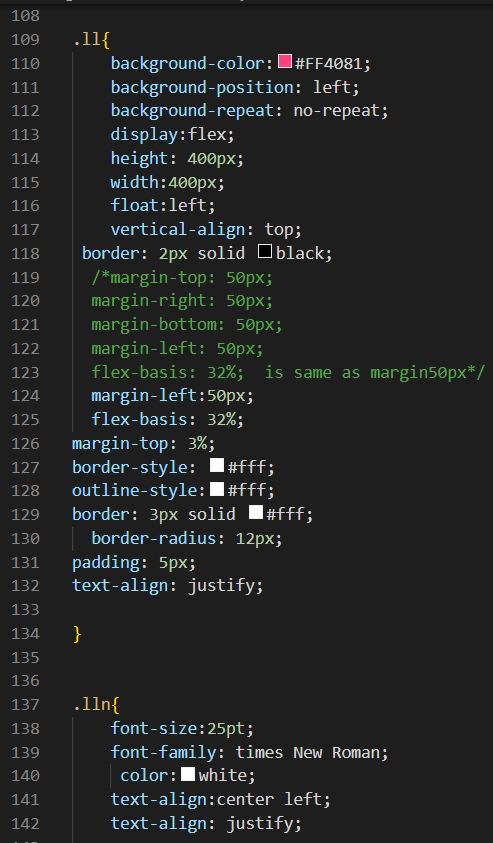 108
109 .ll{
110 background-color: #FF4081;
111 background-position: left;
112 background-repeat: no-repeat;
113 display:flex;
114 height: 400px;
115 width:400px;
116 float:left;
117 vertical-align: top;
118 border: 2px solid black;
119 /*margin-top: 50px;
120 margin-right: 50px;
121 margin-bottom: 50px;
122 margin-left: 50px;
123 flex-basis: 32%;  is same as margin50px*/
124 margin-left:50px;
125 flex-basis: 32%;
126 margin-top: 3%;
127 border-style: #fff;
128 outline-style: #fff;
129 border: 3px solid #fff;
130 border-radius: 12px;
131 padding: 5px;
132 text-align: justify;
133
134 }
135
136
137 .lln{
138 font-size:25pt;
139 font-family: times New Roman;
140 color: white;
141 text-align:center left;
142 text-align: justify;